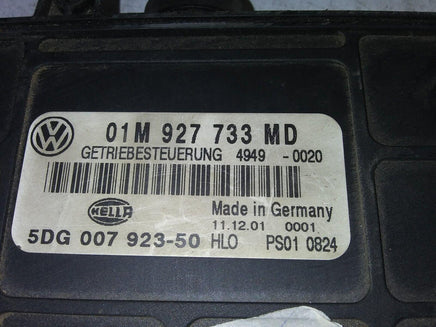 01M 927 733 MD
GETRIEBESTEUERUNG 4949 -0020
HELLA
Made in Germany
11.12.01 0001
5DG 007 923-50 HLO PS01 0824